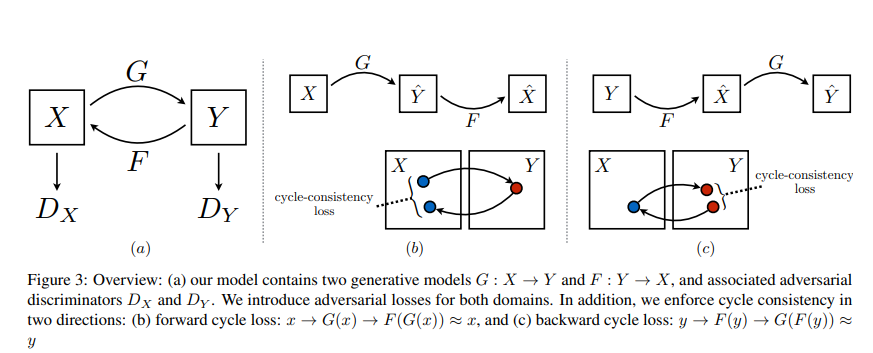 G
X
Y
F
D_X
D_Y
(a)
G
X
Ŷ
X̂
F
X
Y
cycle-consistency
loss
(b)
G
Y
X̂
Ŷ
F
X
Y
cycle-consistency
loss
(c)
Figure 3: Overview: (a) our model contains two generative models G : X → Y and F : Y → X, and associated adversarial
discriminators D_X and D_Y. We introduce adversarial losses for both domains. In addition, we enforce cycle consistency in
two directions: (b) forward cycle loss: x → G(x) → F(G(x)) ≈ x, and (c) backward cycle loss: y → F(y) → G(F(y)) ≈
y